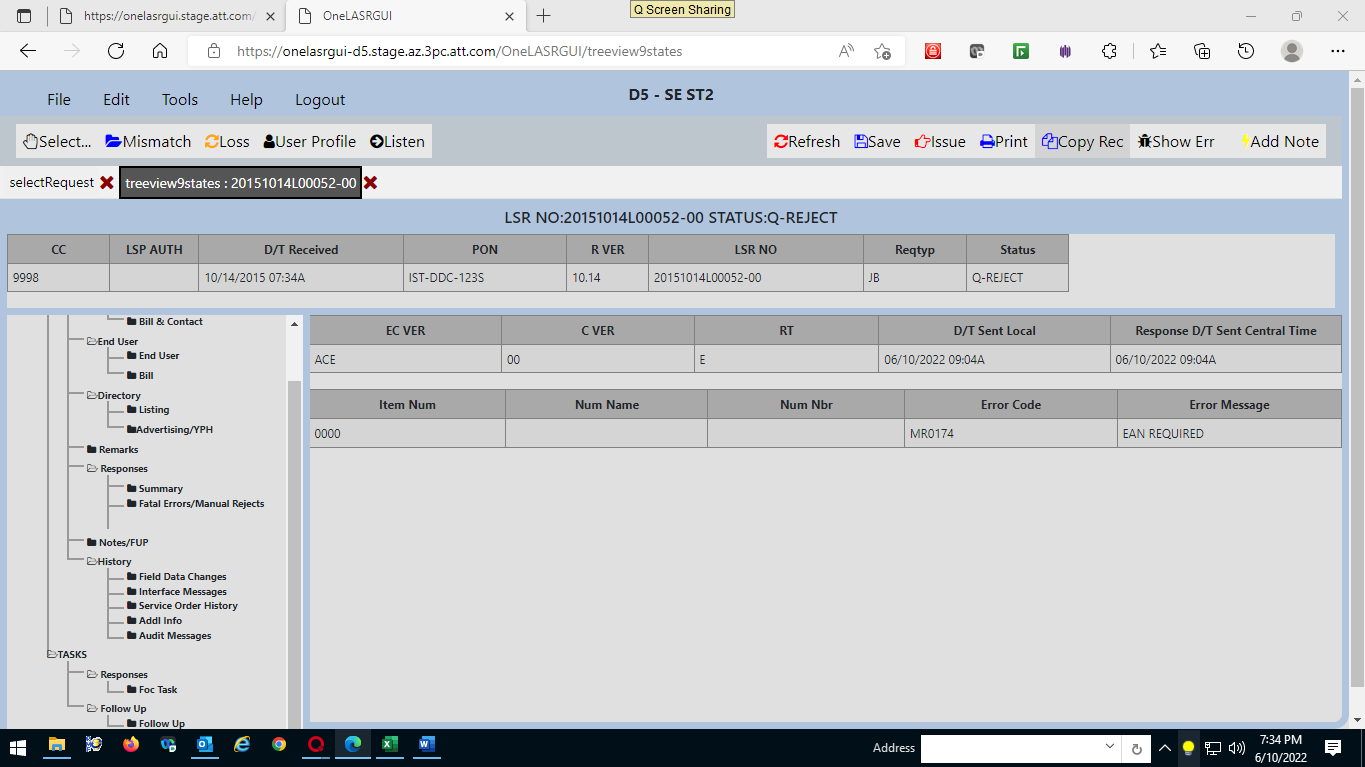 Q Screen Sharing
https://onelasrgui.stage.att.com/
OneLASRGUI
https://onelasrgui-d5.stage.az.3pc.att.com/OneLASRGUI/treeview9states
File Edit Tools Help Logout
D5 - SE ST2
Select... Mismatch Loss User Profile Listen Refresh Save Issue Print Copy Rec Show Err Add Note
selectRequest treeview9states : 20151014L00052-00
LSR NO:20151014L00052-00 STATUS:Q-REJECT
CC LSP AUTH D/T Received PON R VER LSR NO Reqtyp Status
9998 10/14/2015 07:34A IST-DDC-123S 10.14 20151014L00052-00 JB Q-REJECT
Bill & Contact
End User
End User
Bill
Directory
Listing
Advertising/YPH
Remarks
Responses
Summary
Fatal Errors/Manual Rejects
Notes/FUP
History
Field Data Changes
Interface Messages
Service Order History
Addl Info
Audit Messages
TASKS
Responses
Foc Task
Follow Up
Follow Up
EC VER C VER RT D/T Sent Local Response D/T Sent Central Time
ACE 00 E 06/10/2022 09:04A 06/10/2022 09:04A
Item Num Num Name Num Nbr Error Code Error Message
0000 MR0174 EAN REQUIRED
Address
7:34 PM
6/10/2022